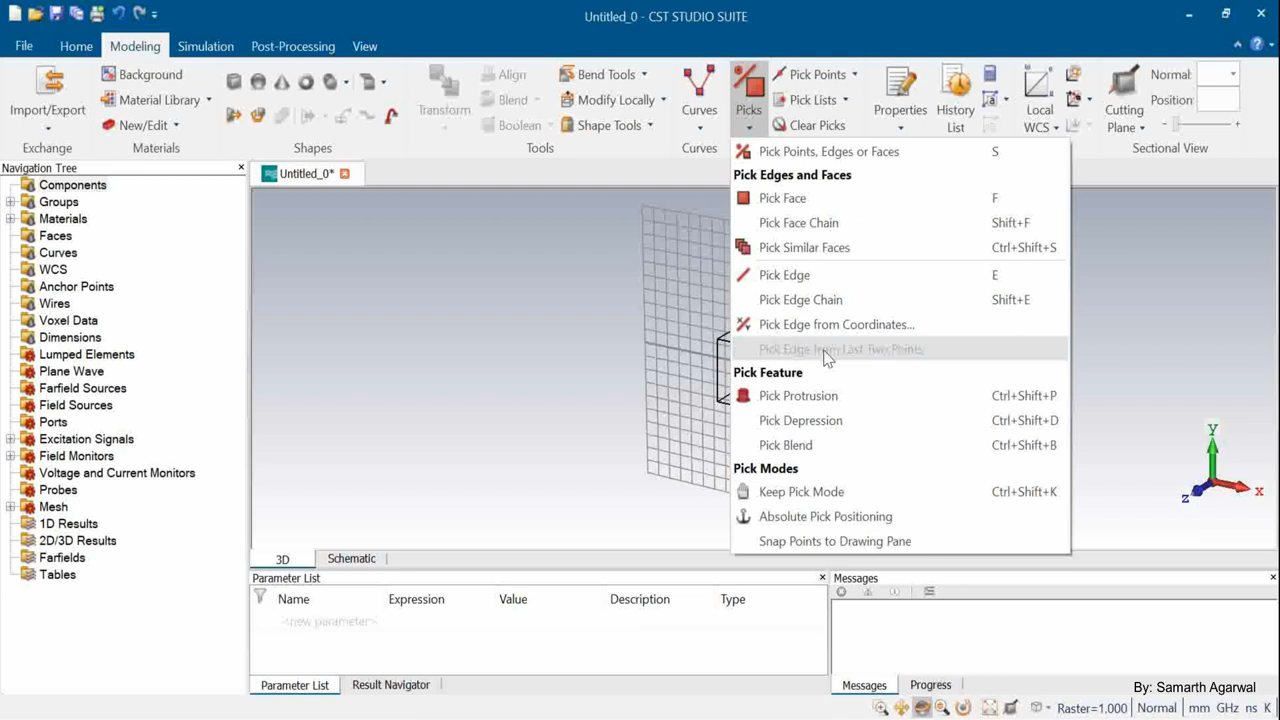 Untitled_0 - CST STUDIO SUITE
File Home Modeling Simulation Post-Processing View
Import/Export
Exchange
Background
Material Library
New/Edit
Materials
Shapes
Transform
Align
Blend
Boolean
Bend Tools
Modify Locally
Shape Tools
Tools
Curves
Curves
Picks
Pick Points
Pick Lists
Clear Picks
Properties
History
List
Local
WCS
Cutting
Plane
Normal:
Position:
Sectional View
Navigation Tree
Components
Groups
Materials
Faces
Curves
WCS
Anchor Points
Wires
Voxel Data
Dimensions
Lumped Elements
Plane Wave
Farfield Sources
Field Sources
Ports
Excitation Signals
Field Monitors
Voltage and Current Monitors
Probes
Mesh
1D Results
2D/3D Results
Farfields
Tables
Untitled_0*
Pick Points, Edges or Faces S
Pick Edges and Faces
Pick Face F
Pick Face Chain Shift+F
Pick Similar Faces Ctrl+Shift+S
Pick Edge E
Pick Edge Chain Shift+E
Pick Edge from Coordinates...
Pick Edge from Last Two Points
Pick Feature
Pick Protrusion Ctrl+Shift+P
Pick Depression Ctrl+Shift+D
Pick Blend Ctrl+Shift+B
Pick Modes
Keep Pick Mode Ctrl+Shift+K
Absolute Pick Positioning
Snap Points to Drawing Pane
y
x
z
3D Schematic
Parameter List
Name Expression Value Description Type
<new parameter>
Parameter List Result Navigator
Messages
Messages Progress
By: Samarth Agarwal
Raster=1.000 Normal mm GHz ns K